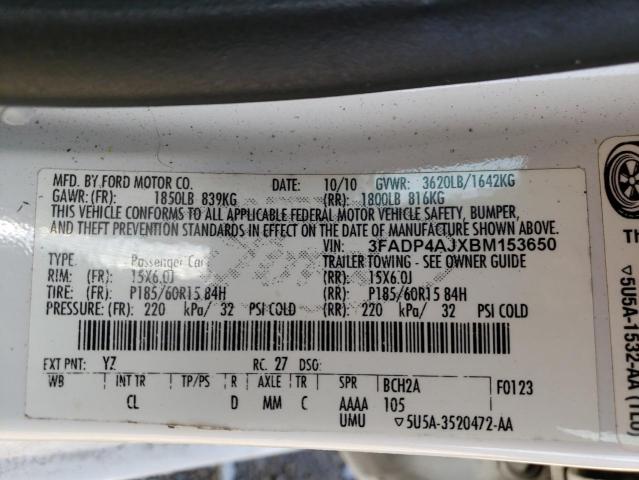 MFD. BY FORD MOTOR CO. DATE: 10/10 GVWR: 3620LB/1642KG
GAWR: (FR): 1850LB 839KG (RR): 1800LB 816KG
THIS VEHICLE CONFORMS TO ALL APPLICABLE FEDERAL MOTOR VEHICLE SAFETY, BUMPER,
AND THEFT PREVENTION STANDARDS IN EFFECT ON THE DATE OF MANUFACTURE SHOWN ABOVE.
VIN: 3FADP4AJXBM153650
TYPE: Passenger Car TRAILER TOWING - SEE OWNER GUIDE
RIM: (FR): 15X6.0J (RR): 15X6.0J
TIRE: (FR): P185/60R15 84H (RR): P185/60R15 84H
PRESSURE: (FR): 220 kPa/ 32 PSI COLD (RR): 220 kPa/ 32 PSI COLD
EXT PNT: YZ RC: 27 DSO:
WB INT TR TP/PS R AXLE TR SPR BCH2A F0123
CL D MM C AAAA 105
UMU ▽5U5A-3520472-AA
▽5U5A-1532-AA